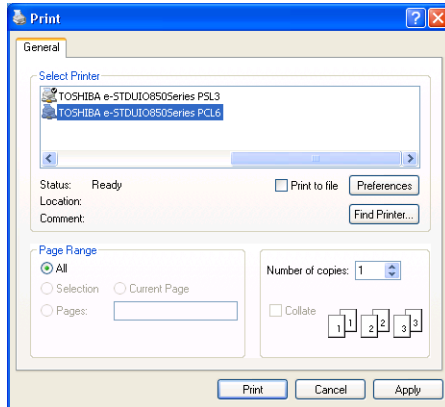 Print
General
Select Printer
TOSHIBA e-STDUIO850Series PSL3
TOSHIBA e-STDUIO850Series PCL6
Status: Ready
Print to file
Preferences
Location:
Comment:
Find Printer...
Page Range
All
Selection
Current Page
Pages:
Number of copies: 1
Collate
1 1 2 2 3 3
Print
Cancel
Apply